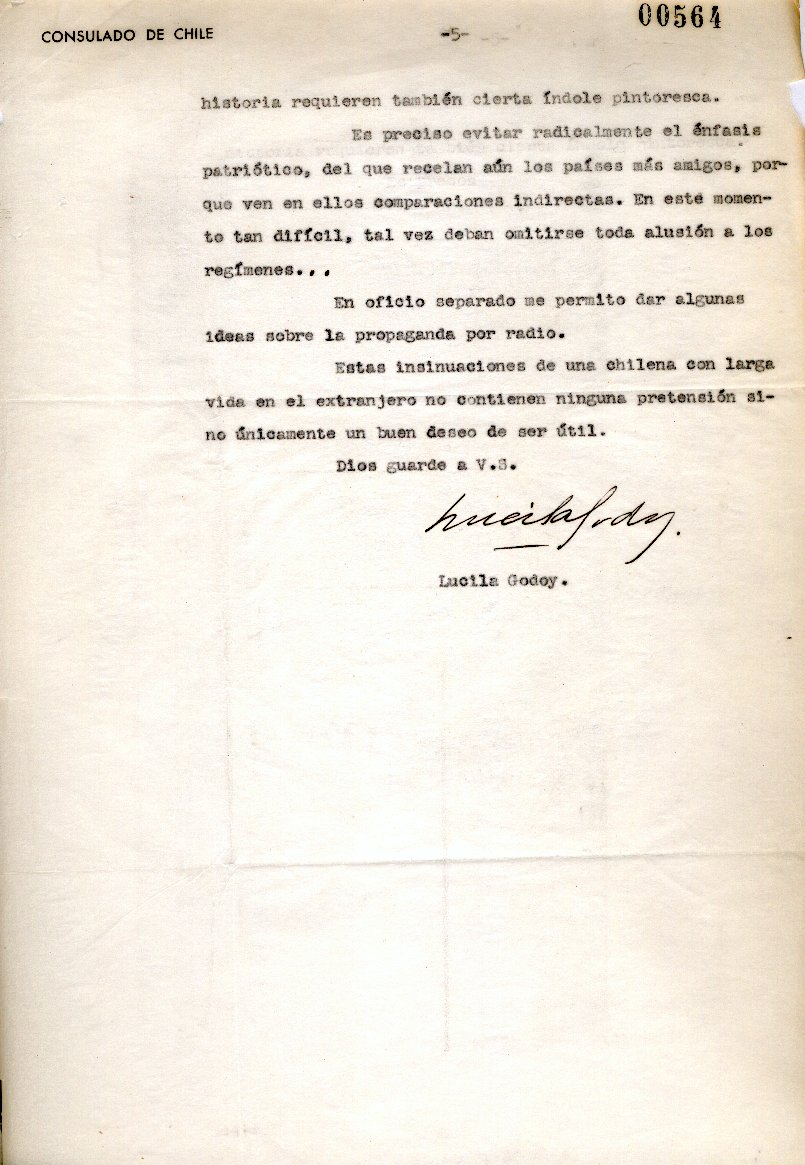 00564
CONSULADO DE CHILE
-5-
historia requieren también cierta índole pintoresca.
Es preciso evitar radicalmente el énfasis
patriótico, del que recelan aún los países más amigos, por-
que ven en ellos comparaciones indirectas. En este momen-
to tan difícil, tal vez deban omitirse toda alusión a los
regímenes...
En oficio separado me permito dar algunas
ideas sobre la propaganda por radio.
Estas insinuaciones de una chilena con larga
vida en el extranjero no contienen ninguna pretensión si-
no únicamente un buen deseo de ser útil.
Dios guarde a V.S.
Lucila Godoy.
Lucila Godoy.